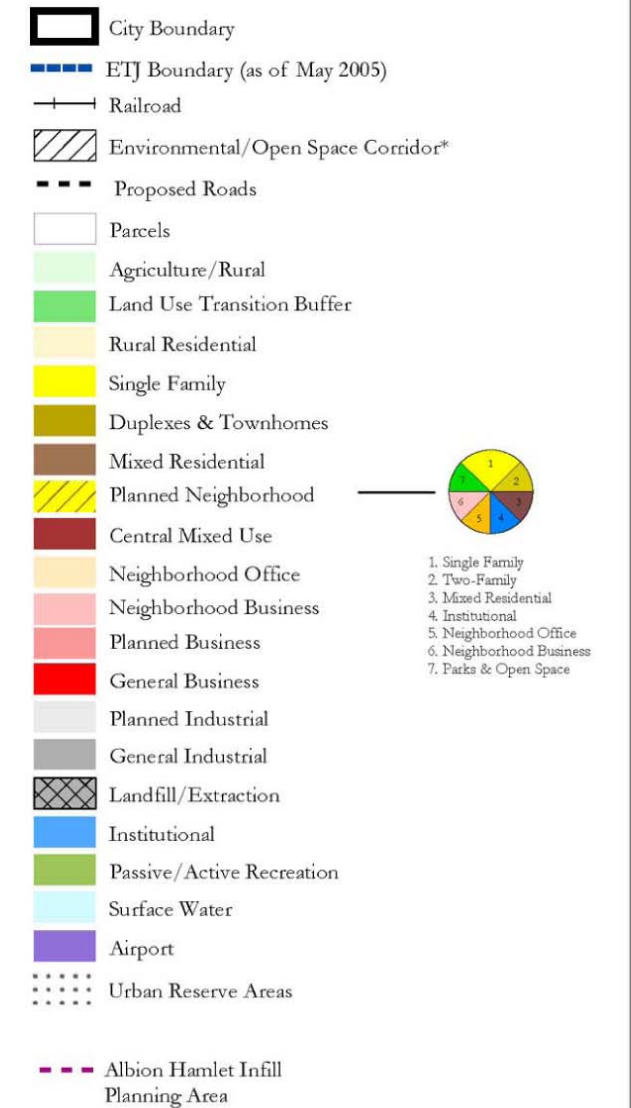 City Boundary
ETJ Boundary (as of May 2005)
Railroad
Environmental/Open Space Corridor*
Proposed Roads
Parcels
Agriculture/Rural
Land Use Transition Buffer
Rural Residential
Single Family
Duplexes & Townhomes
Mixed Residential
Planned Neighborhood
1
2
3
4
5
6
7
1. Single Family
2. Two-Family
3. Mixed Residential
4. Institutional
5. Neighborhood Office
6. Neighborhood Business
7. Parks & Open Space
Central Mixed Use
Neighborhood Office
Neighborhood Business
Planned Business
General Business
Planned Industrial
General Industrial
Landfill/Extraction
Institutional
Passive/Active Recreation
Surface Water
Airport
Urban Reserve Areas
Albion Hamlet Infill
Planning Area